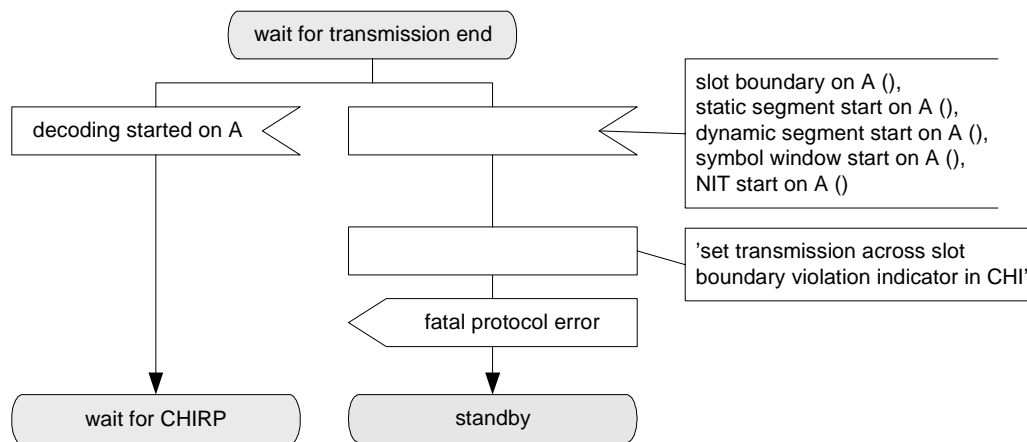 wait for transmission end
decoding started on A
slot boundary on A (),
static segment start on A (),
dynamic segment start on A (),
symbol window start on A (),
NIT start on A ()
'set transmission across slot
boundary violation indicator in CHI'
fatal protocol error
wait for CHIRP
standby